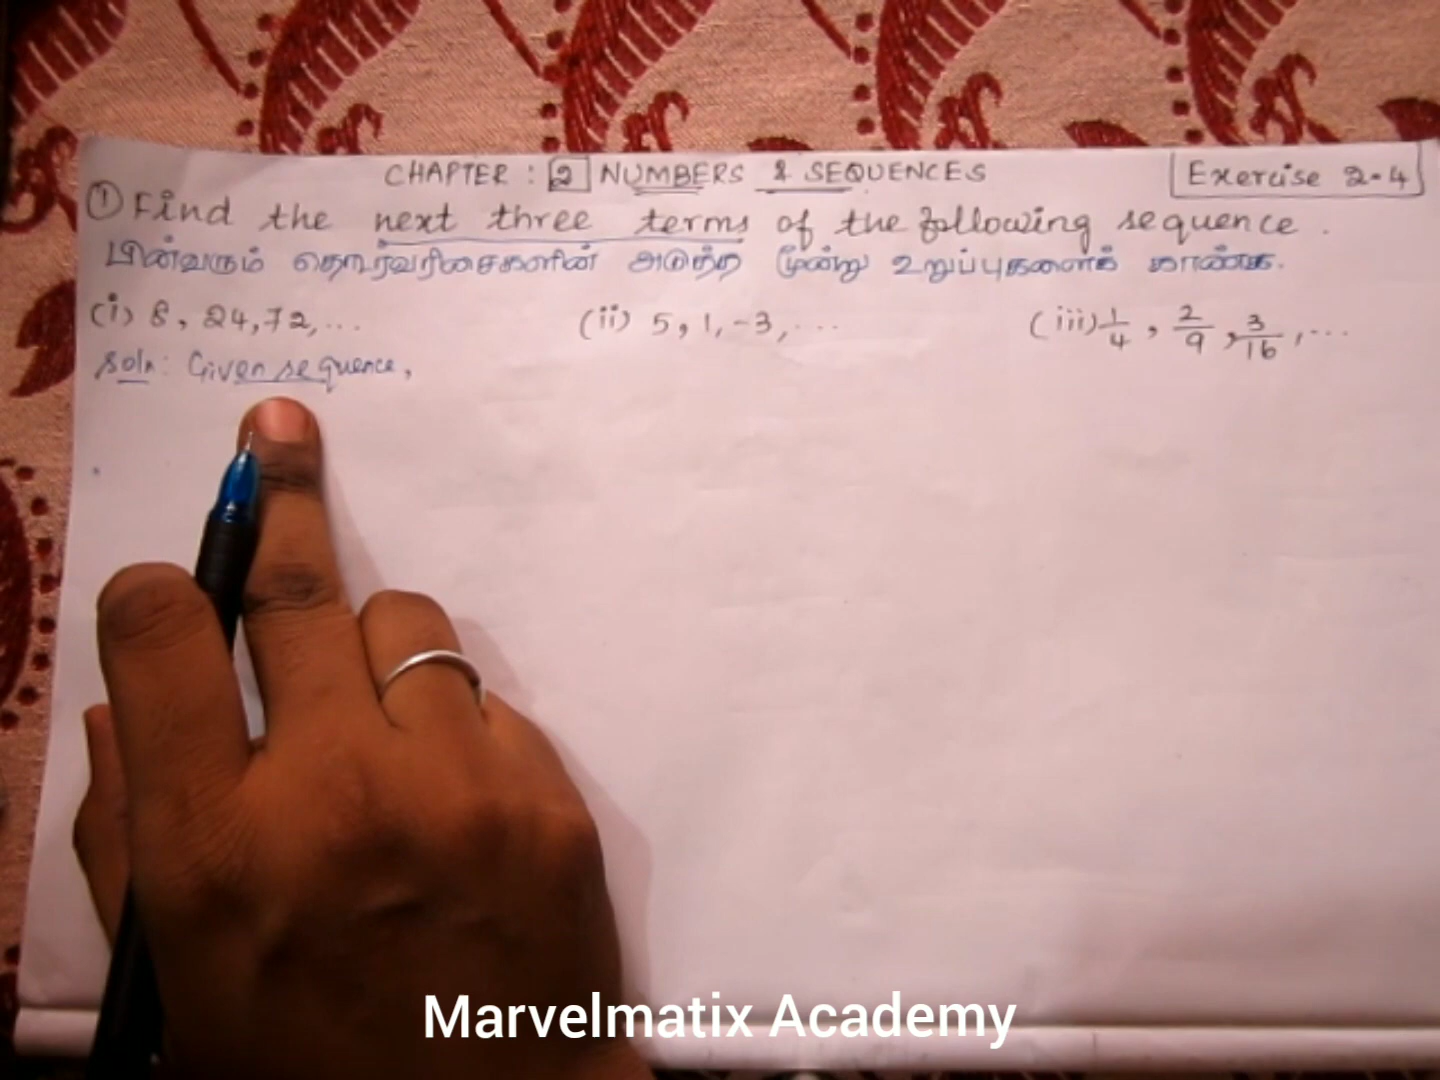 CHAPTER : 2 NUMBERS & SEQUENCES
Exercise 2.4
① Find the next three terms of the following sequence.
பின்வரும் தொடர்வரிசைகளின் அடுத்த மூன்று உறுப்புகளைக் காண்க.
(i) 8, 24, 72, ... (ii) 5, 1, -3, ... (iii) 1/4, 2/9, 3/16, ...
Soln: Given sequence,
Marvelmatix Academy